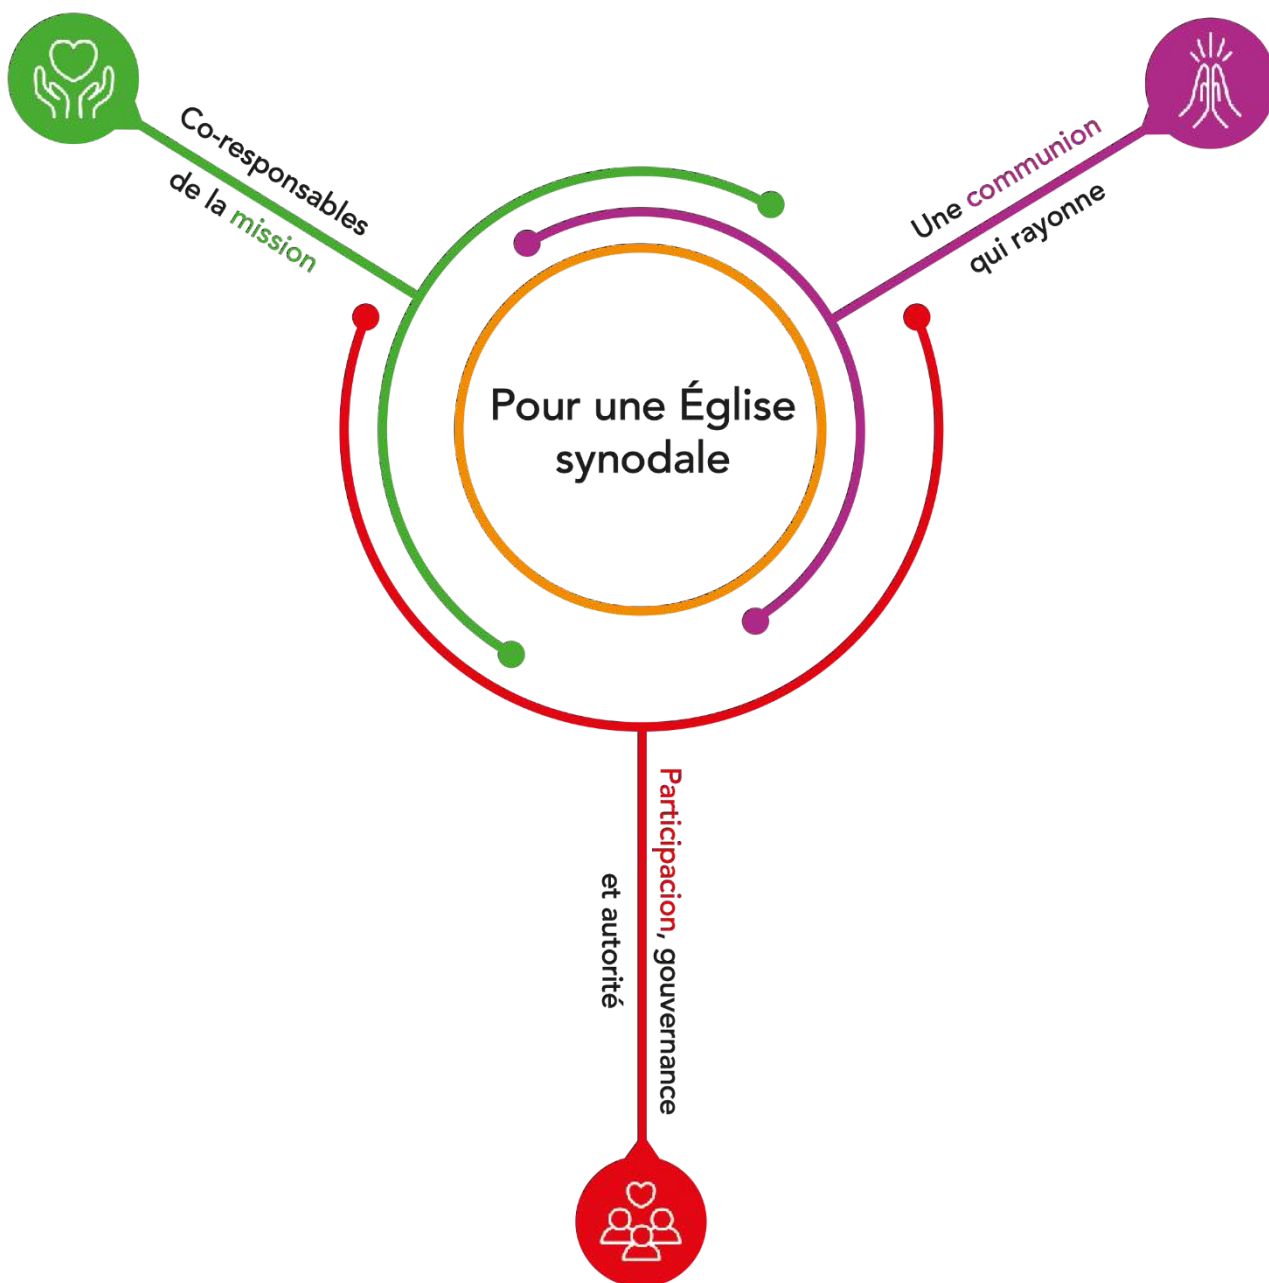 Co-responsables
de la mission
Une communion
qui rayonne
Pour une Église
synodale
Participacion, gouvernance
et autorité